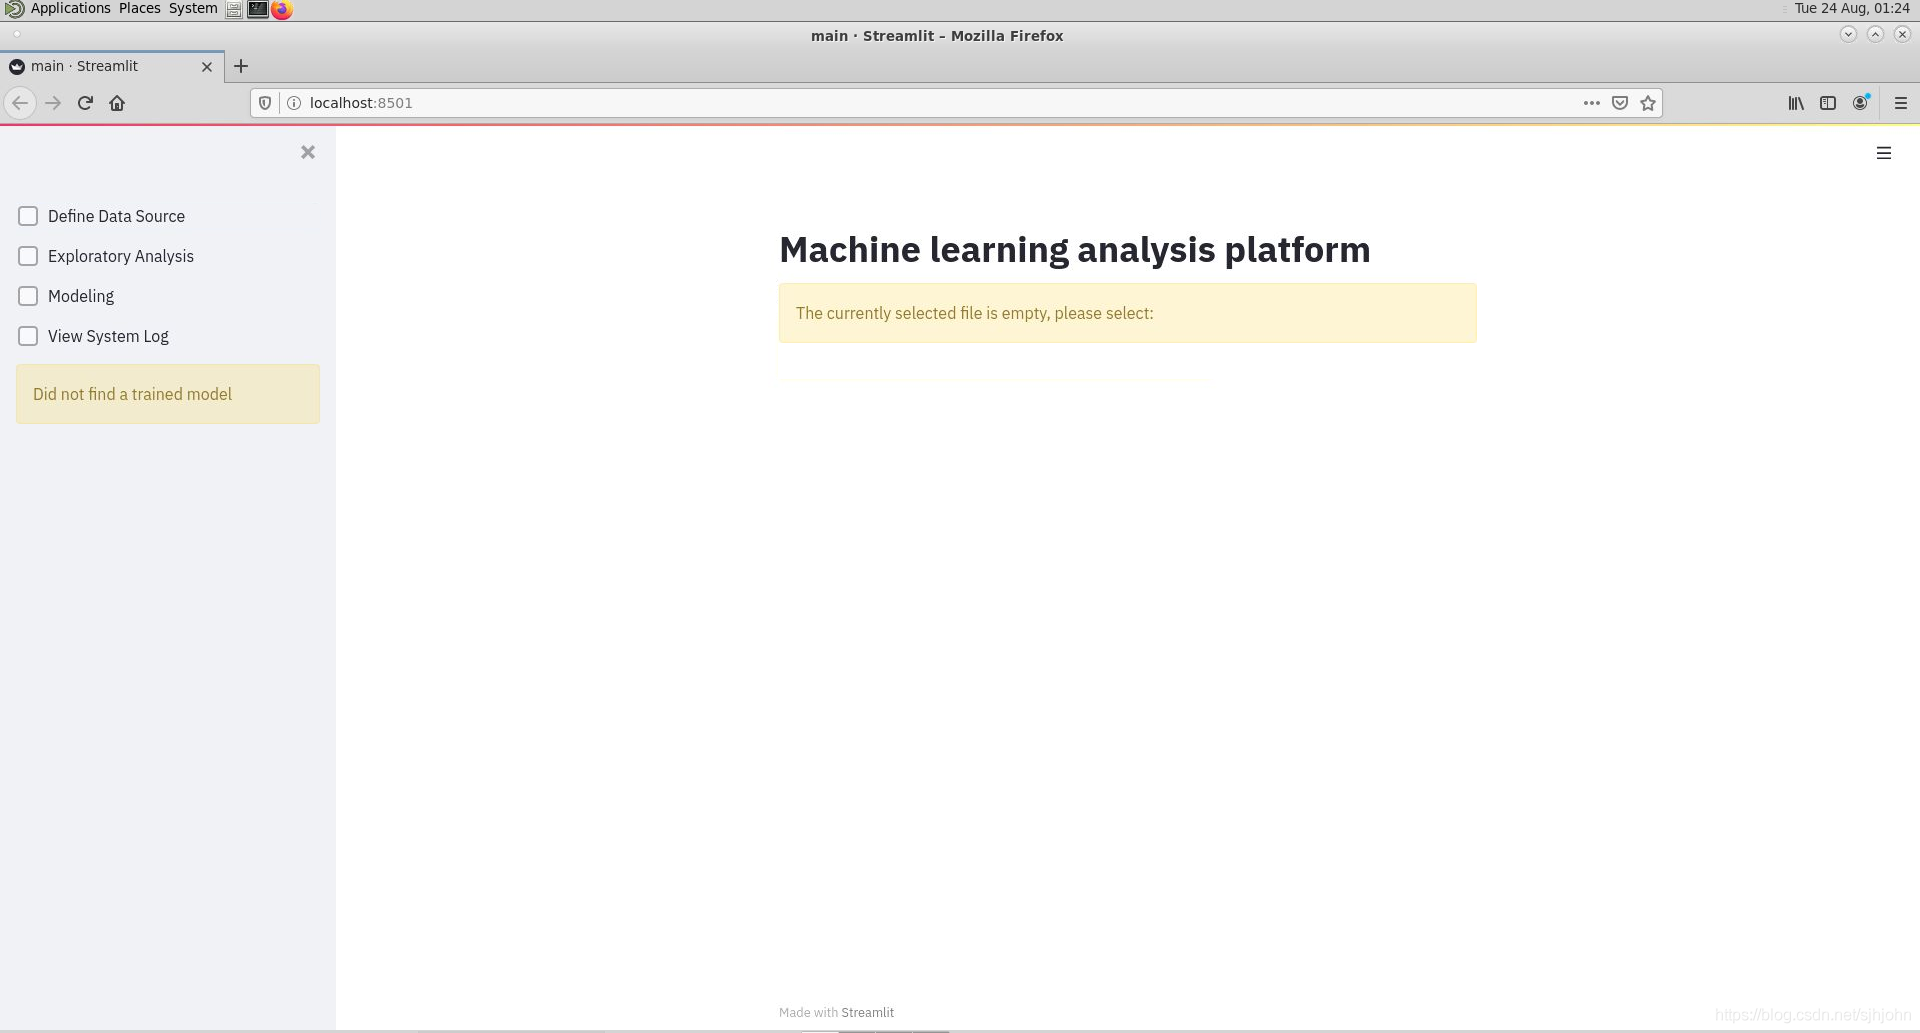 Applications Places System
Tue 24 Aug, 01:24
main · Streamlit – Mozilla Firefox
main · Streamlit
localhost:8501
Define Data Source
Exploratory Analysis
Modeling
View System Log
Did not find a trained model
Machine learning analysis platform
The currently selected file is empty, please select:
Made with Streamlit
https://blog.csdn.net/sjhjohn